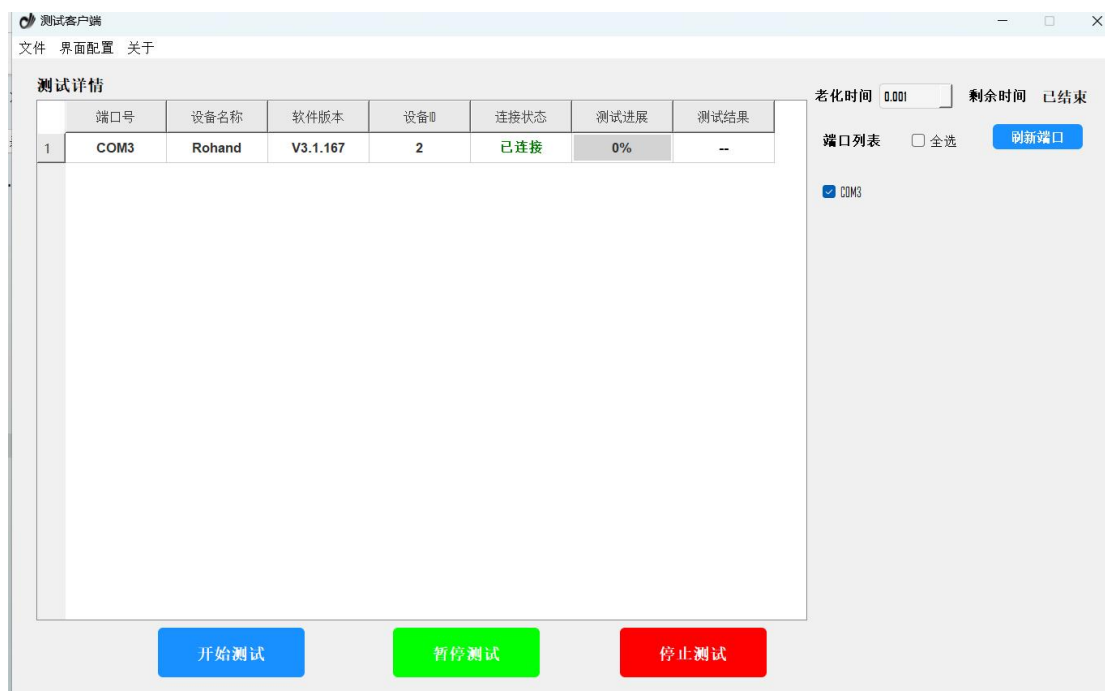 测试客户端
文件 界面配置 关于
测试详情
老化时间 0.001 剩余时间 已结束
端口号 设备名称 软件版本 设备ID 连接状态 测试进展 测试结果
1 COM3 Rohand V3.1.167 2 已连接 0% --
端口列表 全选 刷新端口
COM3
开始测试 暂停测试 停止测试